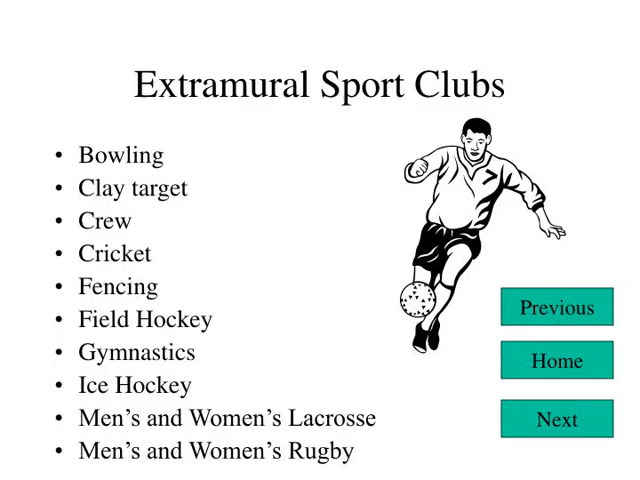 Extramural Sport Clubs
• Bowling
• Clay target
• Crew
• Cricket
• Fencing
• Field Hockey
• Gymnastics
• Ice Hockey
• Men’s and Women’s Lacrosse
• Men’s and Women’s Rugby
7
Previous
Home
Next